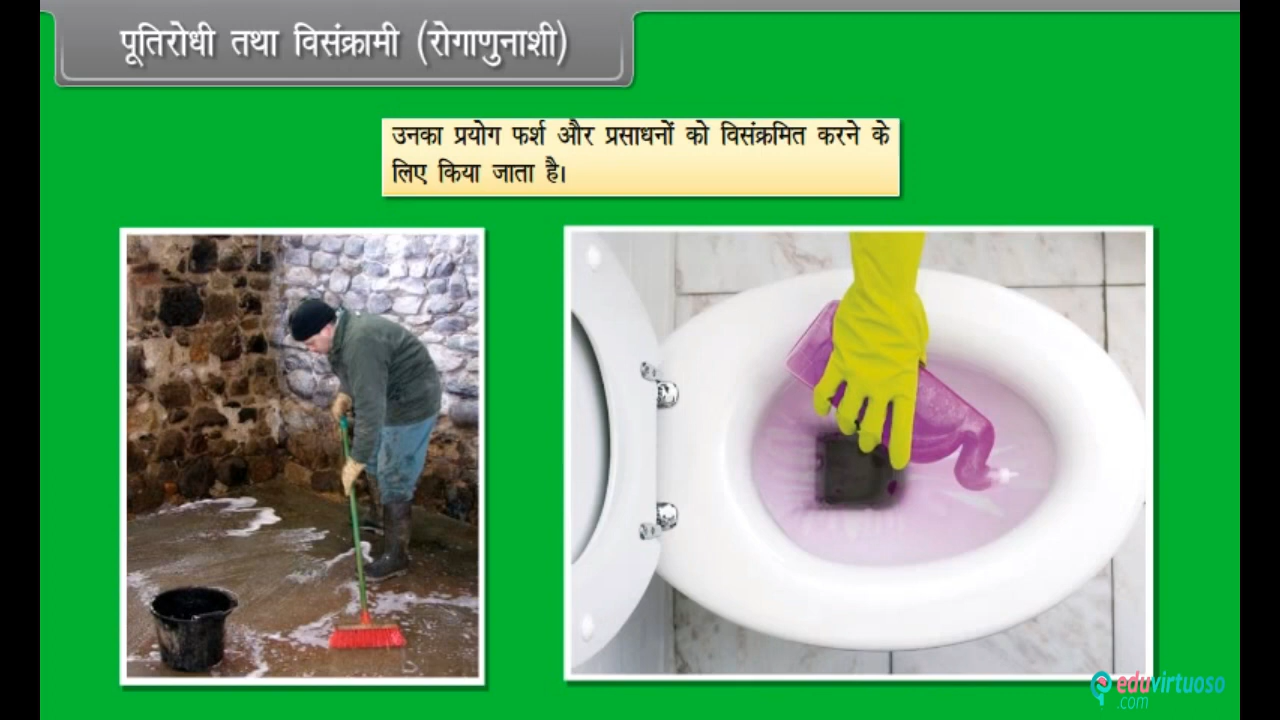 पूतिरोधी तथा विसंक्रामी (रोगाणुनाशी)
उनका प्रयोग फर्श और प्रसाधनों को विसंक्रमित करने के
लिए किया जाता है।
eduvirtuoso
.com